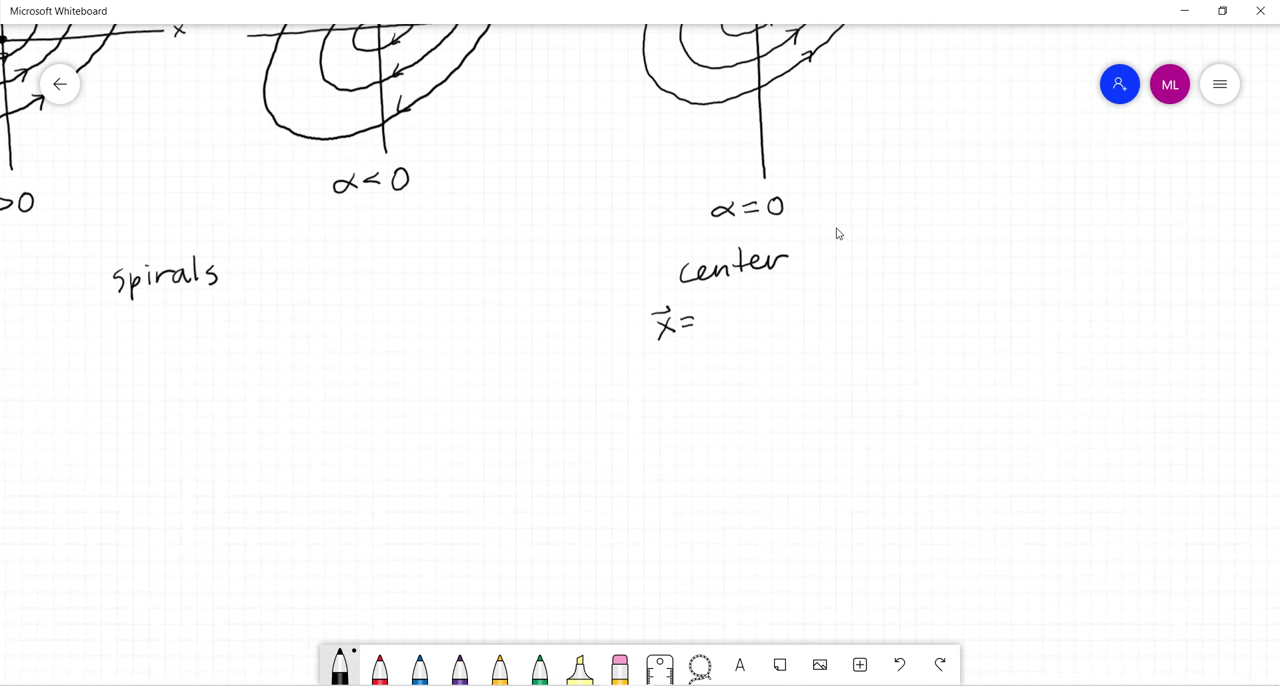 Microsoft Whiteboard
x
ML
α < 0
> 0
α = 0
spirals
center
x⃗ =
A